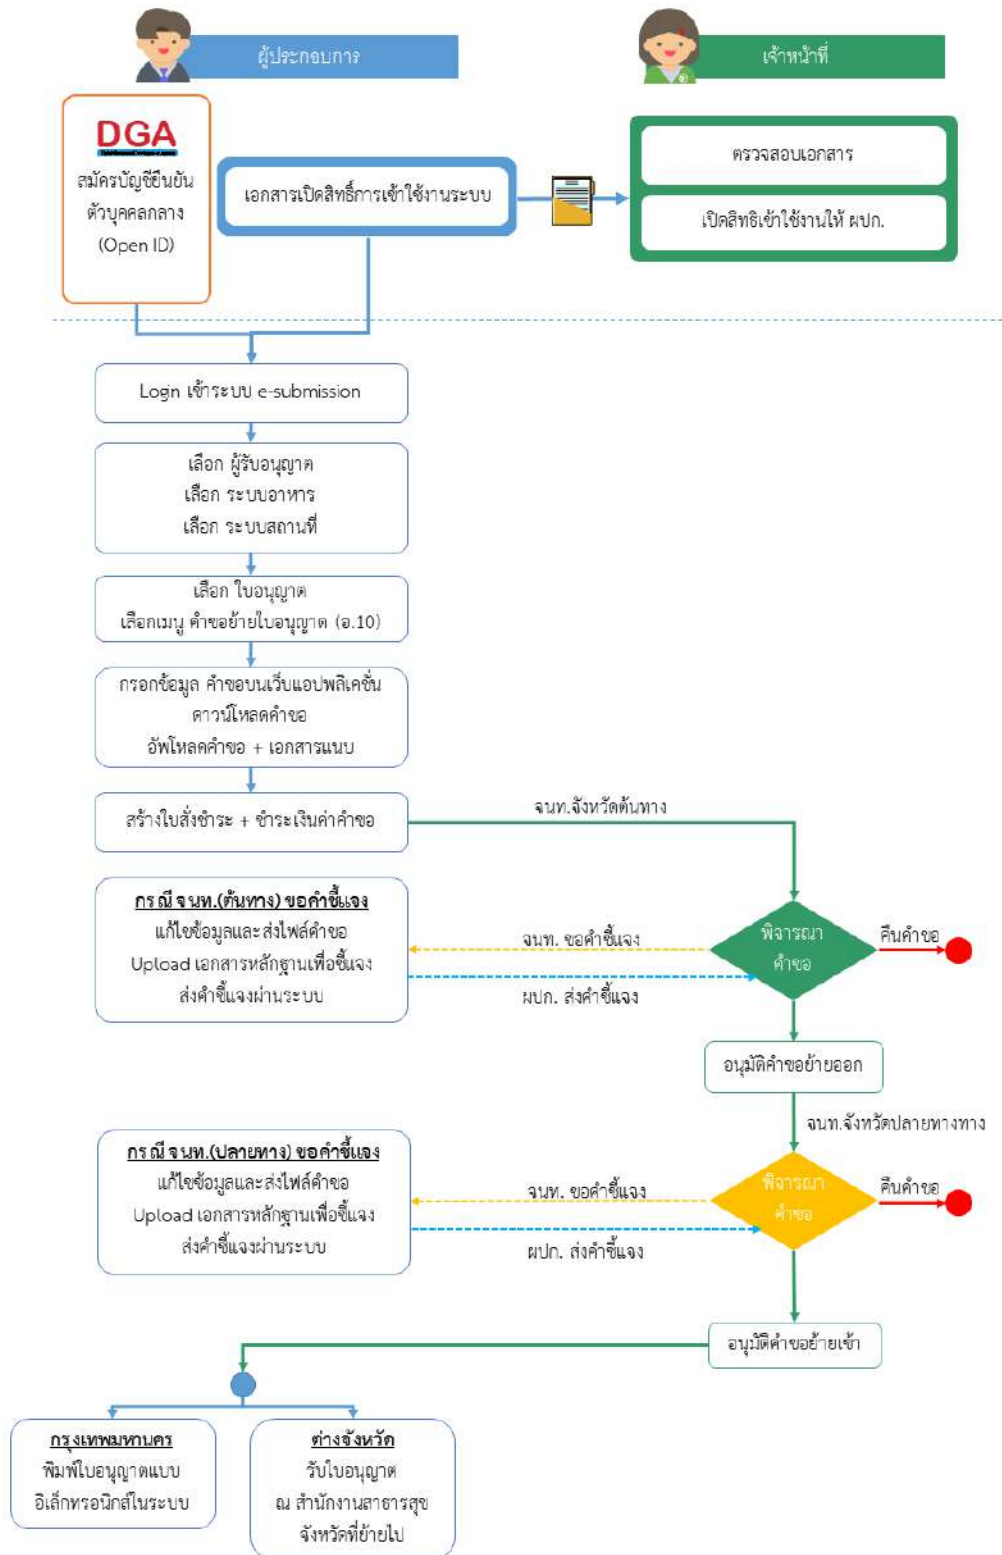 ผู้ประกอบการ
เจ้าหน้าที่
DGA
สมัครบัญชียืนยัน
ตัวบุคคลกลาง
(Open ID)
เอกสารเปิดสิทธิ์การเข้าใช้งานระบบ
ตรวจสอบเอกสาร
เปิดสิทธิเข้าใช้งานให้ ผปก.
Login เข้าระบบ e-submission
เลือก ผู้รับอนุญาต
เลือก ระบบอาหาร
เลือก ระบบสถานที่
เลือก ใบอนุญาต
เลือกเมนู คำขอย้ายใบอนุญาต (อ.10)
กรอกข้อมูล คำขอบนเว็บแอปพลิเคชั่น
ดาวน์โหลดคำขอ
อัพโหลดคำขอ + เอกสารแนบ
สร้างใบสั่งชำระ + ชำระเงินค่าคำขอ
จนท.จังหวัดต้นทาง
กรณี จนท.(ต้นทาง) ขอคำชี้แจง
แก้ไขข้อมูลและส่งไฟล์คำขอ
Upload เอกสารหลักฐานเพื่อชี้แจง
ส่งคำชี้แจงผ่านระบบ
จนท. ขอคำชี้แจง
ผปก. ส่งคำชี้แจง
พิจารณา
คำขอ
คืนคำขอ
อนุมัติคำขอย้ายออก
จนท.จังหวัดปลายทางทาง
กรณี จนท.(ปลายทาง) ขอคำชี้แจง
แก้ไขข้อมูลและส่งไฟล์คำขอ
Upload เอกสารหลักฐานเพื่อชี้แจง
ส่งคำชี้แจงผ่านระบบ
จนท. ขอคำชี้แจง
ผปก. ส่งคำชี้แจง
พิจารณา
คำขอ
คืนคำขอ
อนุมัติคำขอย้ายเข้า
กรุงเทพมหานคร
พิมพ์ใบอนุญาตแบบ
อิเล็กทรอนิกส์ในระบบ
ต่างจังหวัด
รับใบอนุญาต
ณ สำนักงานสาธารสุข
จังหวัดที่ย้ายไป